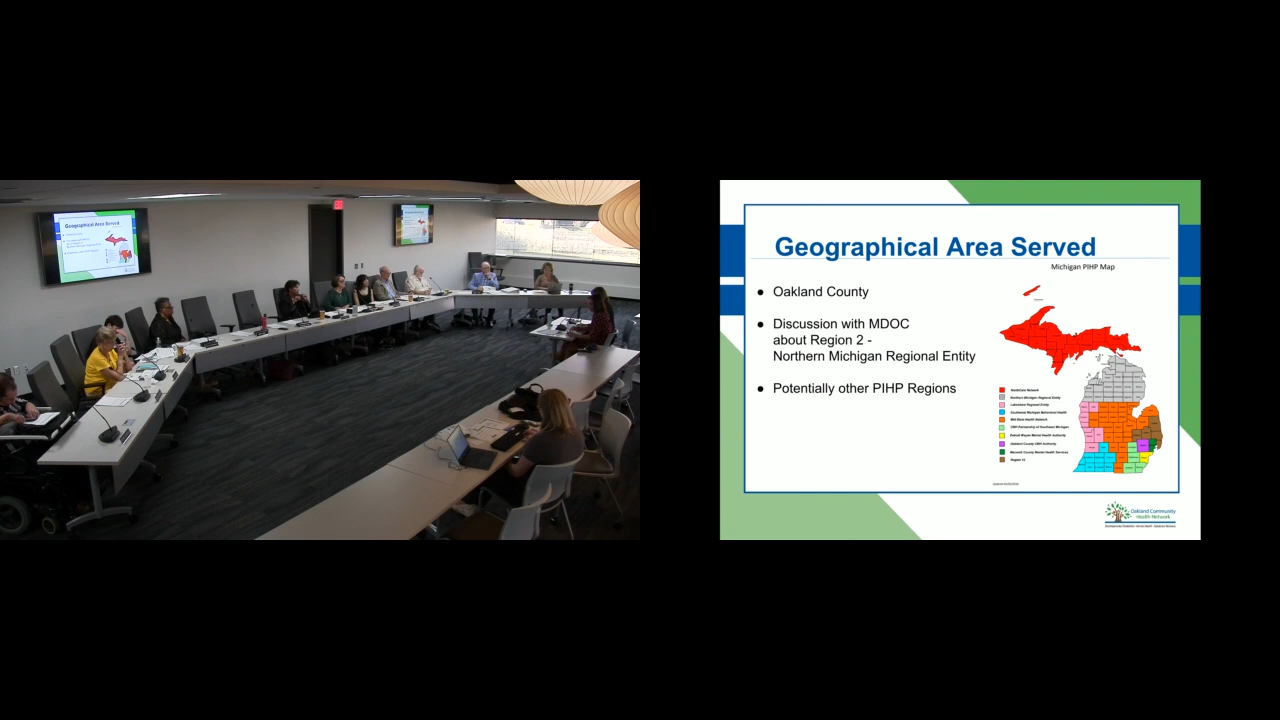 Geographical Area Served
Geographical Area Served
Michigan PIHP Map
● Oakland County
● Discussion with MDOC
about Region 2 -
Northern Michigan Regional Entity
● Potentially other PIHP Regions
NorthCare Network
Northern Michigan Regional Entity
Lakeshore Regional Entity
Southwest Michigan Behavioral Health
Mid-State Health Network
CMH Partnership of Southeast Michigan
Detroit Wayne Mental Health Authority
Oakland County CMH Authority
Macomb County Mental Health Services
Region 10
Oakland Community
Health Network